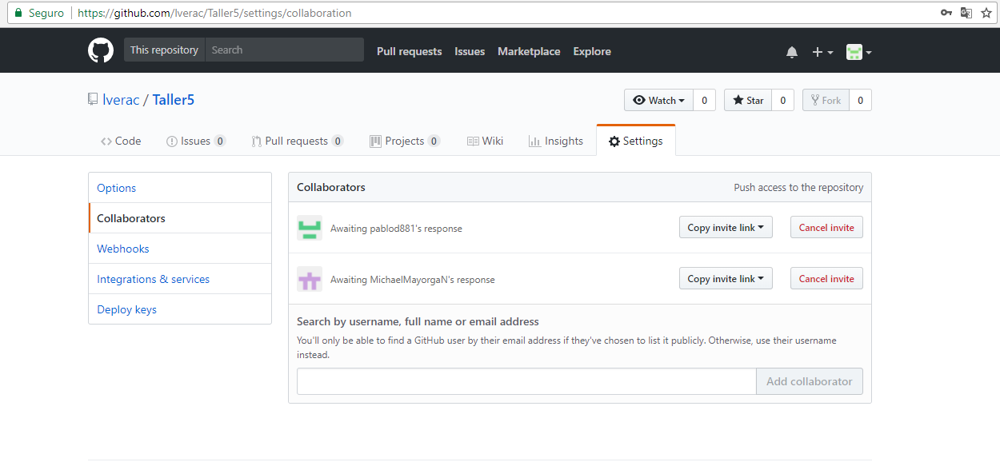 Seguro https://github.com/lverac/Taller5/settings/collaboration
This repository Search Pull requests Issues Marketplace Explore
lverac / Taller5 Watch 0 Star 0 Fork 0
Code Issues 0 Pull requests 0 Projects 0 Wiki Insights Settings
Options
Collaborators
Webhooks
Integrations & services
Deploy keys
Collaborators Push access to the repository
Awaiting pablod881's response Copy invite link Cancel invite
Awaiting MichaelMayorgaN's response Copy invite link Cancel invite
Search by username, full name or email address
You'll only be able to find a GitHub user by their email address if they've chosen to list it publicly. Otherwise, use their username
instead.
Add collaborator